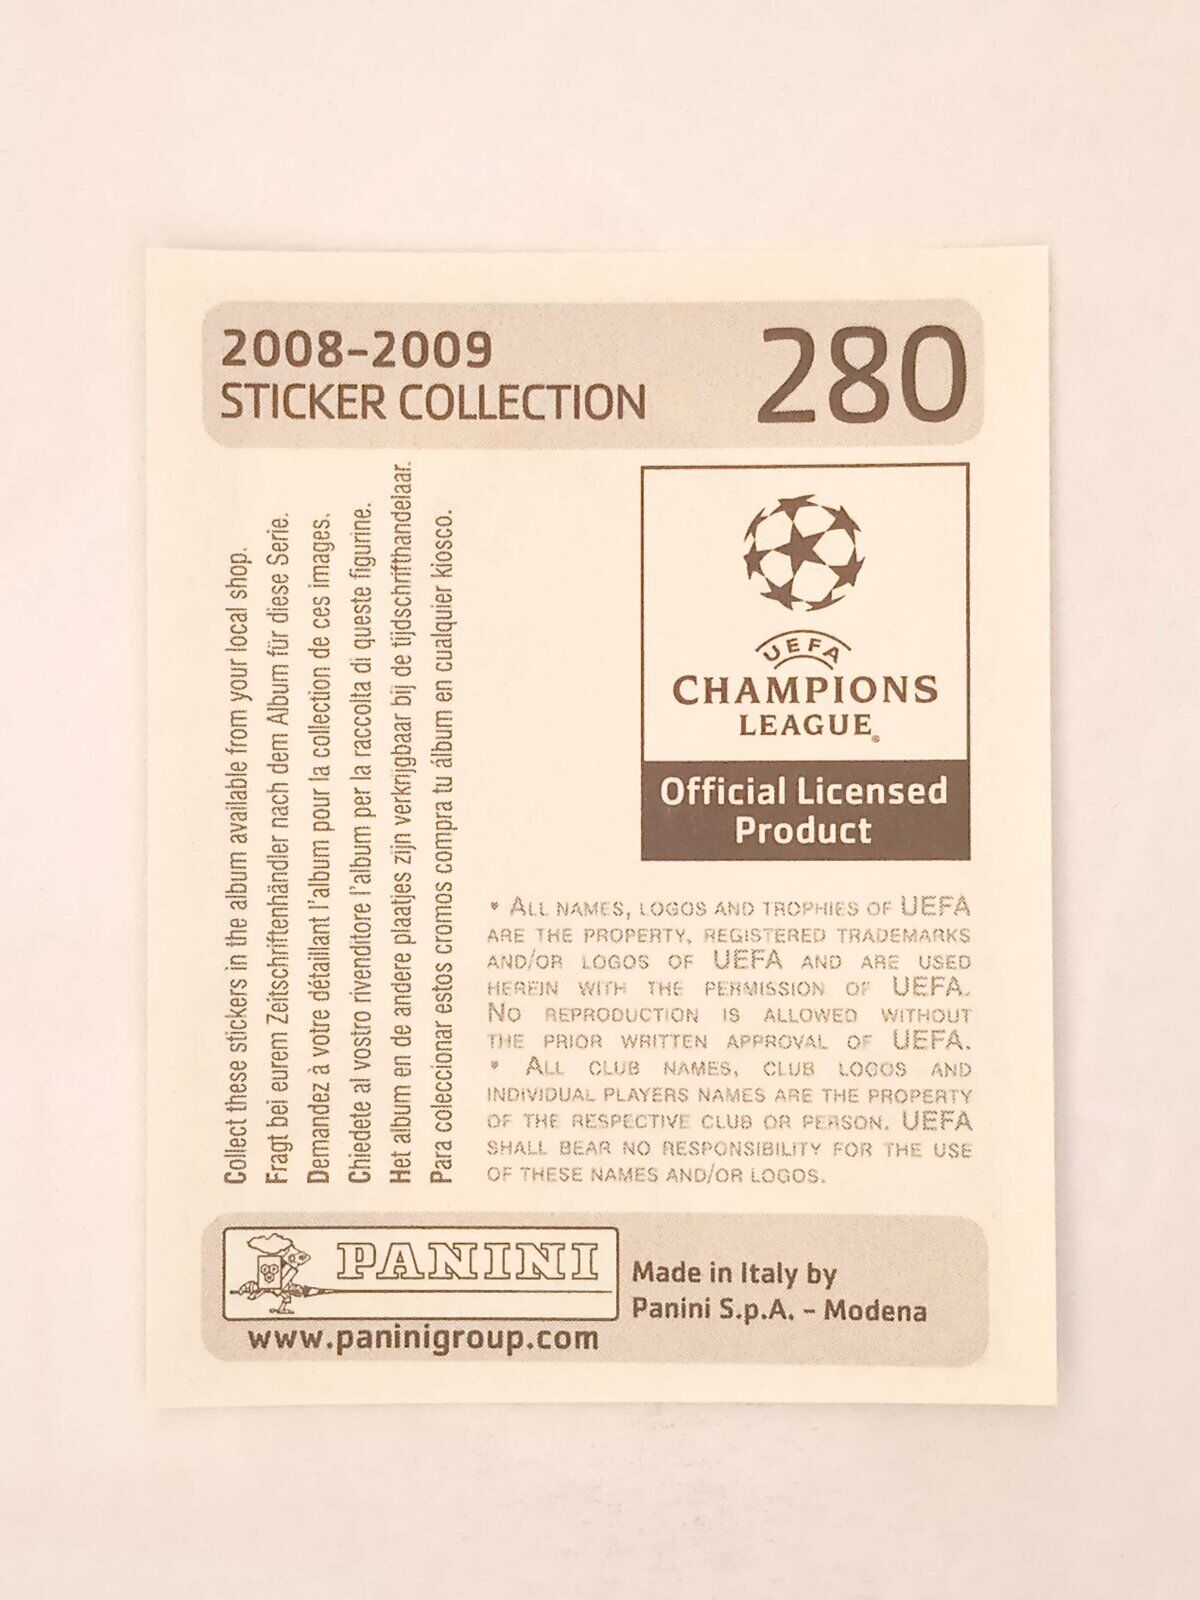 2008-2009
STICKER COLLECTION
280
Collect these stickers in the album available from your local shop.
Fragt bei eurem Zeitschriftenhändler nach dem Album für diese Serie.
Demandez à votre détaillant l'album pour la collection de ces images.
Chiedete al vostro rivenditore l'album per la raccolta di queste figurine.
Het album en de andere plaatjes zijn verkrijgbaar bij de tijdschrifthandelaar.
Para coleccionar estos cromos compra tu álbum en cualquier kiosco.
UEFA
CHAMPIONS
LEAGUE®
Official Licensed
Product
* ALL NAMES, LOGOS AND TROPHIES OF UEFA
ARE THE PROPERTY, REGISTERED TRADEMARKS
AND/OR LOGOS OF UEFA AND ARE USED
HEREIN WITH THE PERMISSION OF UEFA.
NO REPRODUCTION IS ALLOWED WITHOUT
THE PRIOR WRITTEN APPROVAL OF UEFA.
* ALL CLUB NAMES, CLUB LOGOS AND
INDIVIDUAL PLAYERS NAMES ARE THE PROPERTY
OF THE RESPECTIVE CLUB OR PERSON. UEFA
SHALL BEAR NO RESPONSIBILITY FOR THE USE
OF THESE NAMES AND/OR LOGOS.
PANINI
www.paninigroup.com
Made in Italy by
Panini S.p.A. - Modena